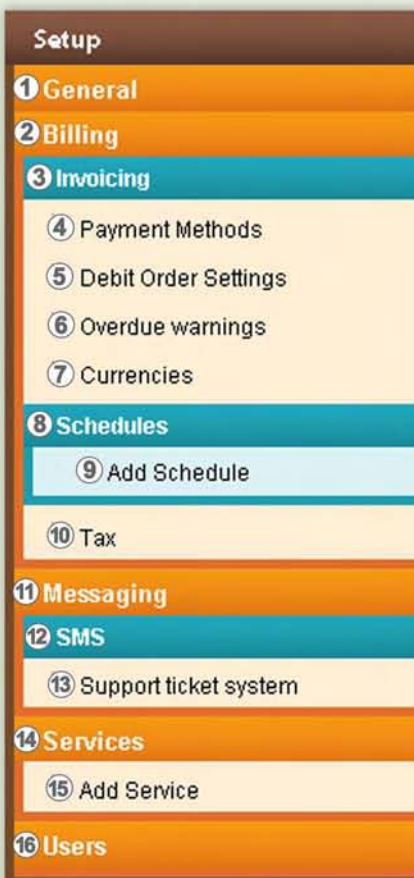 Setup
1 General
2 Billing
3 Invoicing
4 Payment Methods
5 Debit Order Settings
6 Overdue warnings
7 Currencies
8 Schedules
9 Add Schedule
10 Tax
11 Messaging
12 SMS
13 Support ticket system
14 Services
15 Add Service
16 Users